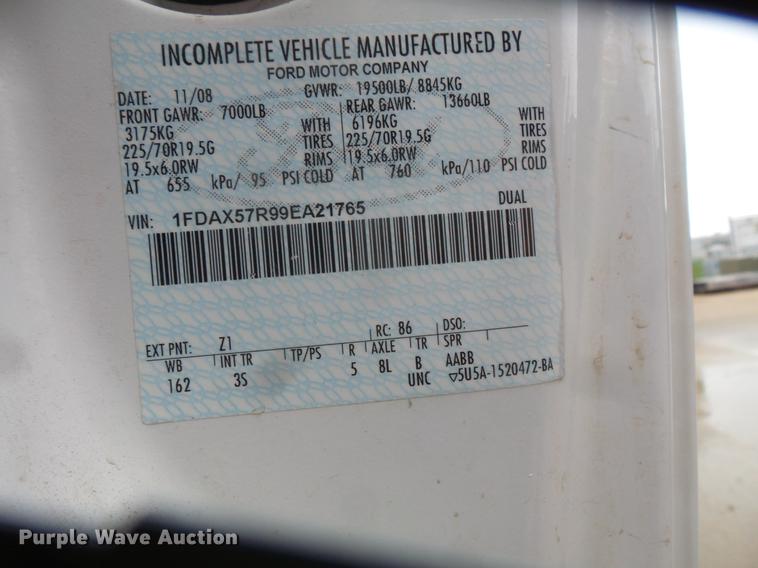 INCOMPLETE VEHICLE MANUFACTURED BY
FORD MOTOR COMPANY
DATE: 11/08 GVWR: 19500LB/ 8845KG
FRONT GAWR: 7000LB REAR GAWR: 13660LB
3175KG WITH 6196KG WITH
225/70R19.5G TIRES 225/70R19.5G TIRES
19.5x6.0RW RIMS 19.5x6.0RW RIMS
AT 655 kPa/ 95 PSI COLD AT 760 kPa/110 PSI COLD
VIN: 1FDAX57R99EA21765 DUAL
EXT PNT: Z1 RC: 86 DSO:
WB INT TR TP/PS R AXLE TR SPR
162 3S 5 8L B AABB
UNC ▽5U5A-1520472-BA
Purple Wave Auction